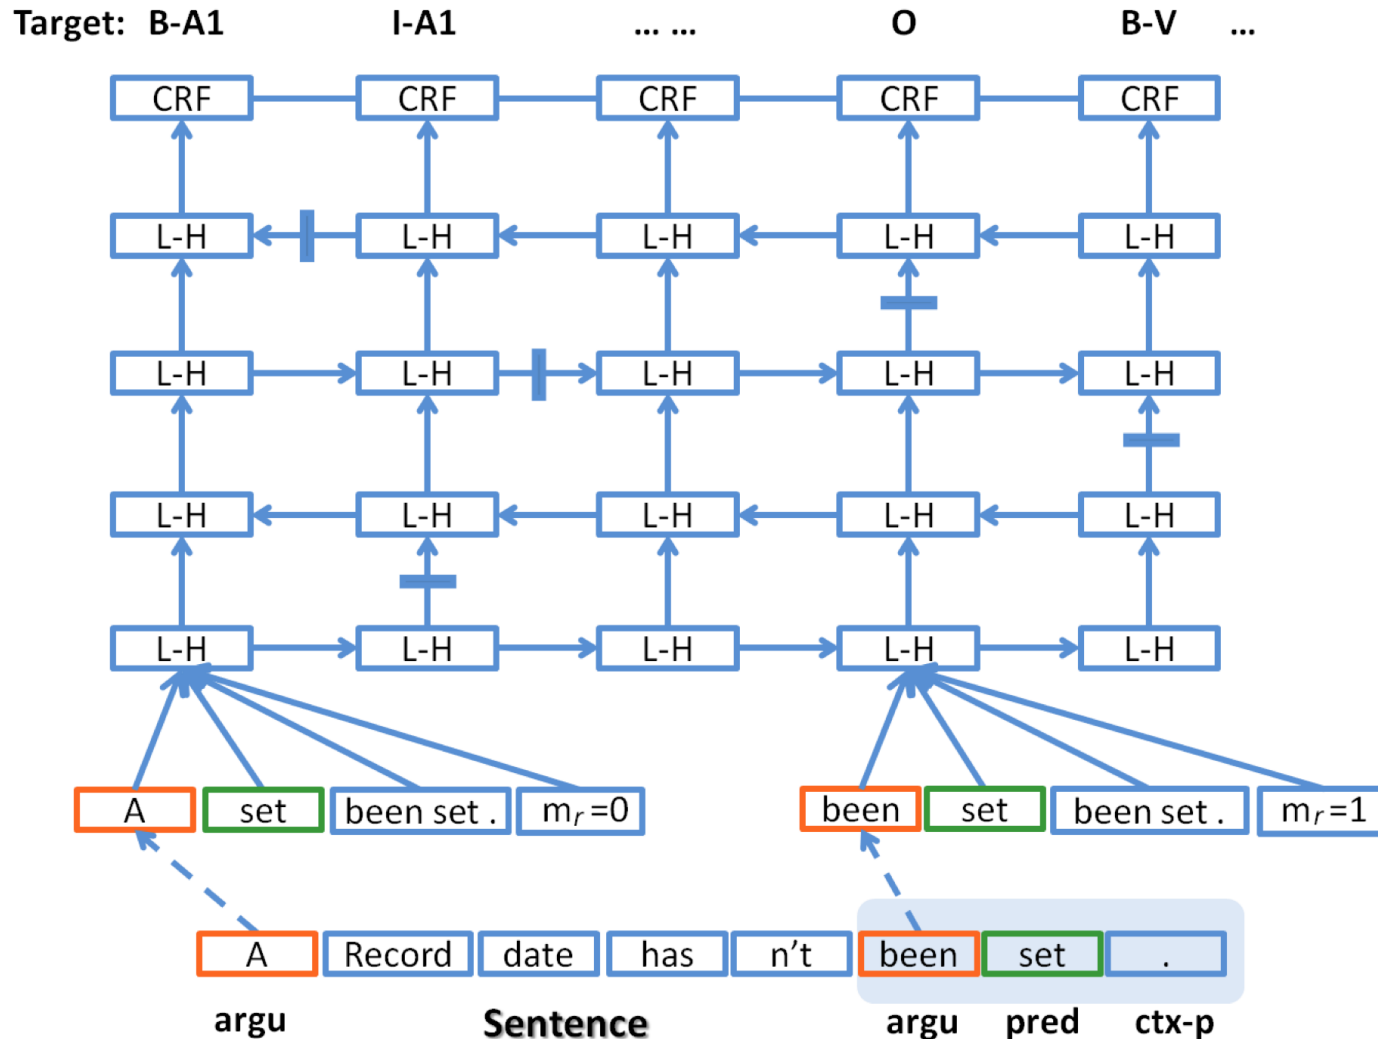 Target: B-A1 I-A1 ... ... O B-V ...
CRF CRF CRF CRF CRF
L-H L-H L-H L-H L-H
L-H L-H L-H L-H L-H
L-H L-H L-H L-H L-H
L-H L-H L-H L-H L-H
A set been set . mr=0 been set been set . mr=1
A Record date has n't been set .
argu Sentence argu pred ctx-p